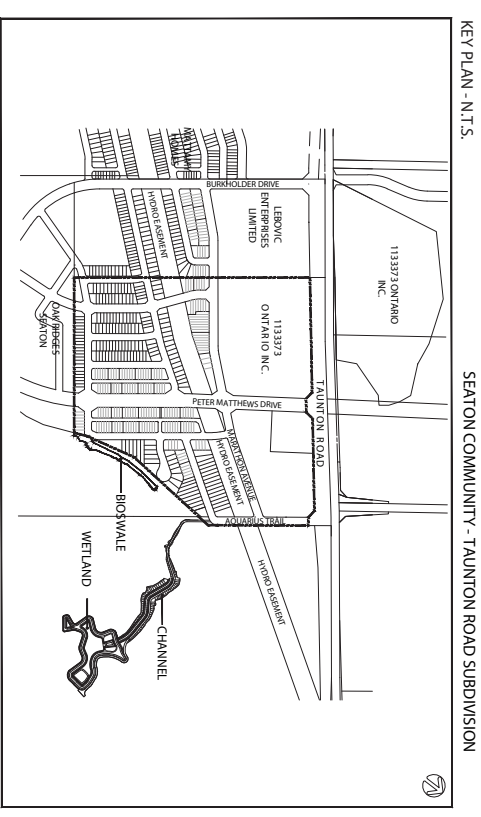 KEY PLAN - N.T.S.
SEATON COMMUNITY - TAUNTON ROAD SUBDIVISION
1133373 ONTARIO
INC.
TAUNTON ROAD
BURKHOLDER DRIVE
LEBOVIC
ENTERPRISES
LIMITED
1133373
ONTARIO INC.
MATTAMY
HOMES
HYDRO EASEMENT
PETER MATTHEWS DRIVE
MARATHON AVENUE
HYDRO EASEMENT
AQUARIUS TRAIL
HYDRO EASEMENT
OAK RIDGES
SEATON
BIOSWALE
CHANNEL
WETLAND